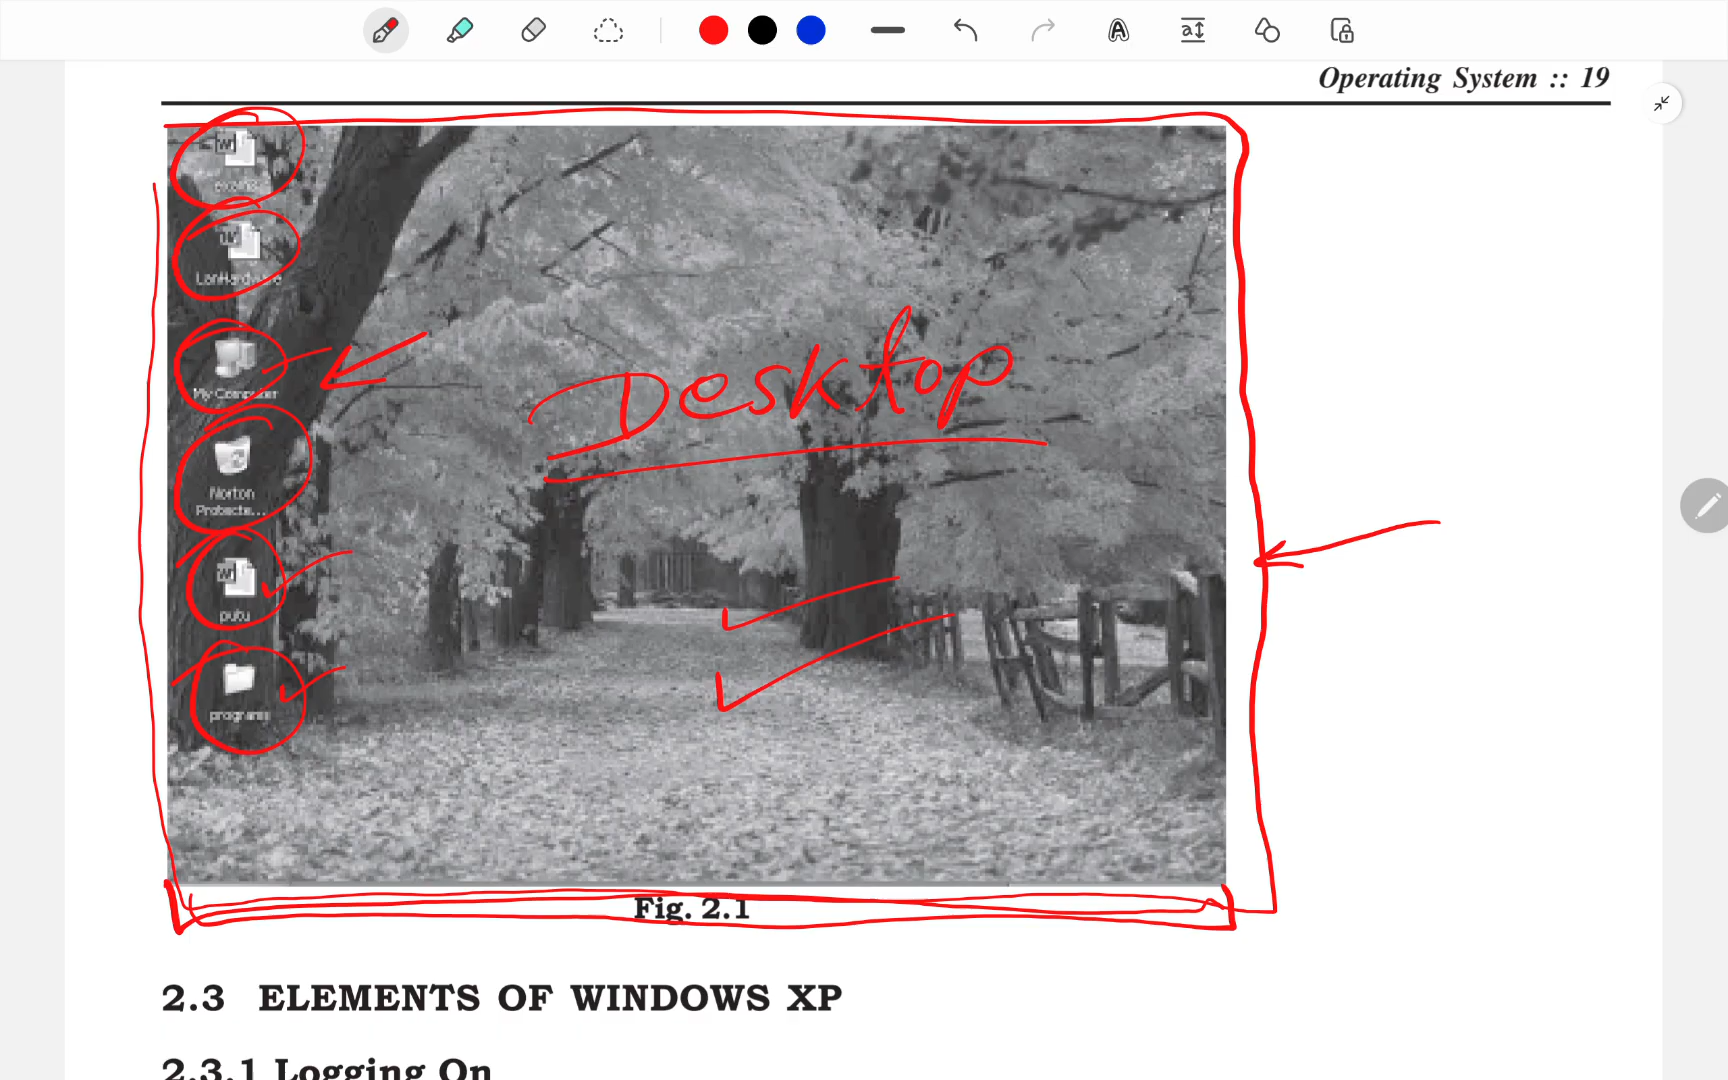 Operating System :: 19
LanHardware
My Computer
Desktop
Norton
Protecte...
pubu
programs
Fig. 2.1
2.3 ELEMENTS OF WINDOWS XP
2.3.1 Logging On